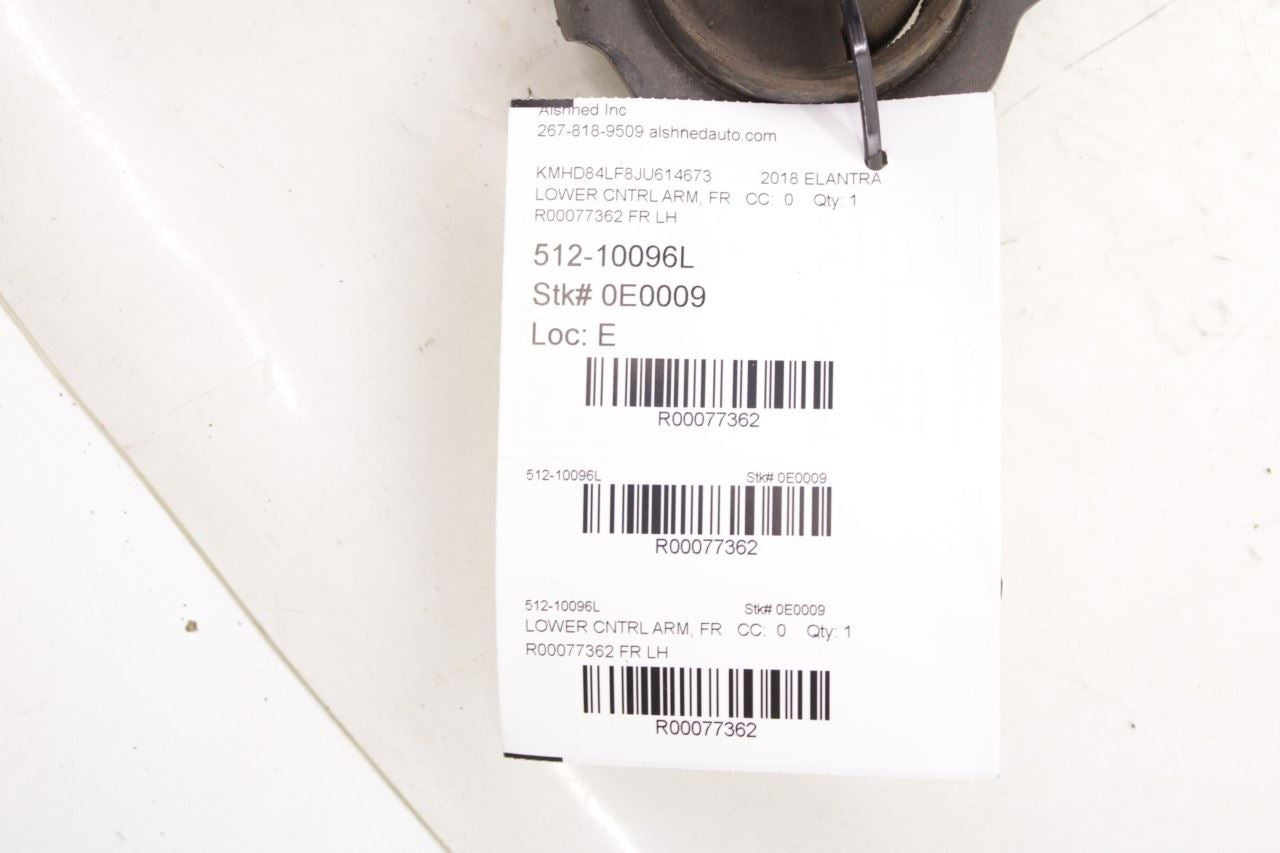 Alshned Inc
267-818-9509 alshnedauto.com
KMHD84LF8JU614673 2018 ELANTRA
LOWER CNTRL ARM, FR CC: 0 Qty: 1
R00077362 FR LH
512-10096L
Stk# 0E0009
Loc: E
R00077362
512-10096L Stk# 0E0009
R00077362
512-10096L Stk# 0E0009
LOWER CNTRL ARM, FR CC: 0 Qty: 1
R00077362 FR LH
R00077362